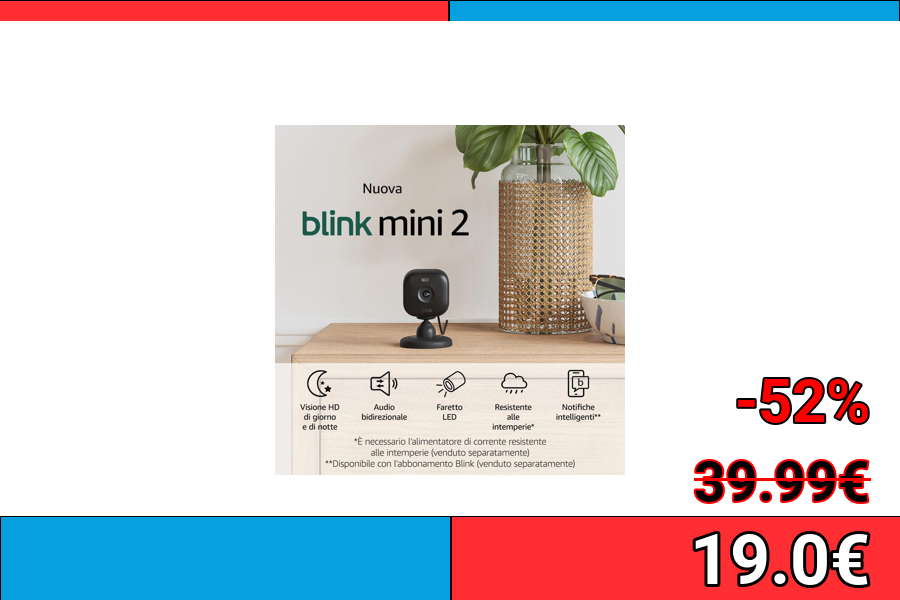 Nuova
blink mini 2
Visione HD
di giorno
e di notte
Audio
bidirezionale
Faretto
LED
Resistente
alle
intemperie*
b
Notifiche
intelligenti**
*È necessario l'alimentatore di corrente resistente
alle intemperie (venduto separatamente)
**Disponibile con l'abbonamento Blink (venduto separatamente)
-52%
39.99€
19.0€